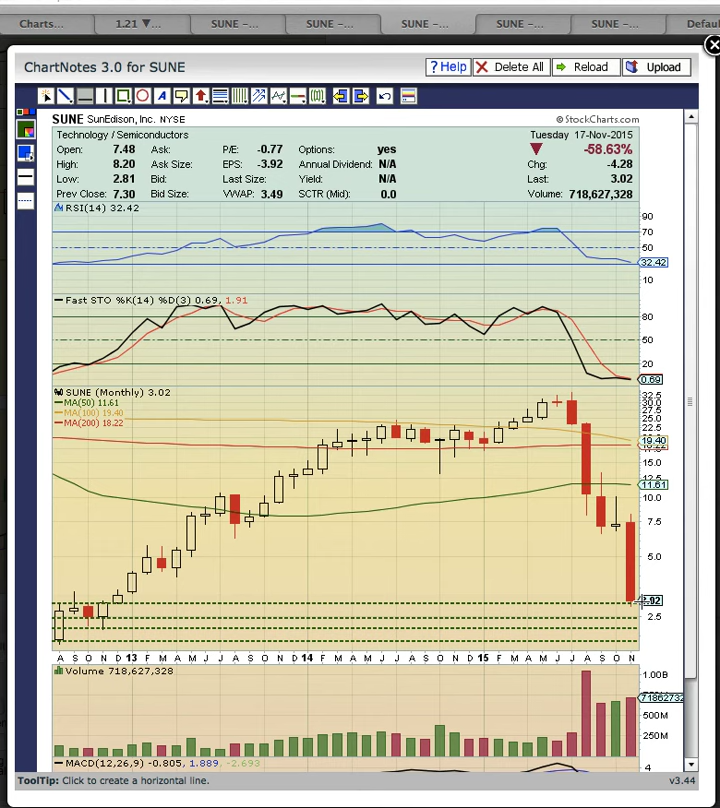 Charts...
1.21 ▼...
SUNE –...
SUNE –...
SUNE –...
SUNE –...
SUNE –...
Defau
ChartNotes 3.0 for SUNE
? Help
Delete All
Reload
Upload
SUNE SunEdison, Inc. NYSE
© StockCharts.com
Technology / Semiconductors
Tuesday 17-Nov-2015
Open: 7.48 Ask: P/E: -0.77 Options: yes ▼ -58.63%
High: 8.20 Ask Size: EPS: -3.92 Annual Dividend: N/A Chg: -4.28
Low: 2.81 Bid: Last Size: Yield: N/A Last: 3.02
Prev Close: 7.30 Bid Size: VWAP: 3.49 SCTR (Mid): 0.0 Volume: 718,627,328
RSI(14) 32.42
90
70
50
32.42
10
Fast STO %K(14) %D(3) 0.69, 1.91
80
50
20
0.69
SUNE (Monthly) 3.02
MA(50) 11.61
MA(100) 19.40
MA(200) 18.22
32.5
30.0
27.5
25.0
22.5
19.40
15.0
11.61
10.0
7.5
5.0
2.5
A S O N D 13 F M A M J J A S O N D 14 F M A M J J A S O N D 15 F M A M J J A S O N
Volume 718,627,328
1.00B
71862732
500M
250M
MACD(12,26,9) -0.805, 1.889, -2.693
4
ToolTip: Click to create a horizontal line.
v3.44